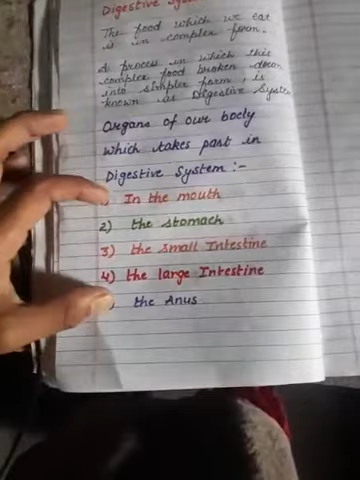 Digestive Sys
The food which we eat
is in complex form.
A process in which this
complex food broken down
into simpler form, is
known as Digestive Syste
Organs of our body
which takes part in
Digestive System :-
In the mouth
2) the stomach
3) the small Intestine
4) the large Intestine
) the Anus